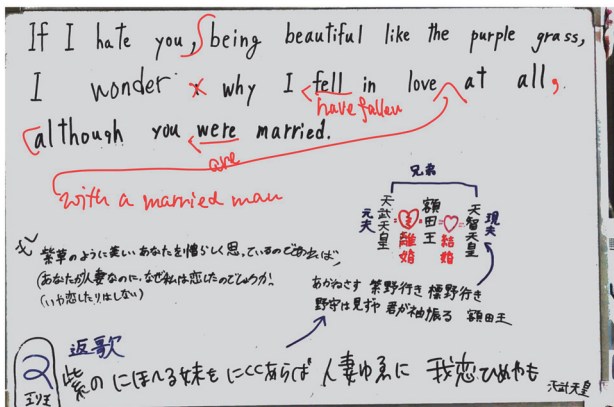 If I hate you, being beautiful like the purple grass,
I wonder why I fell in love at all,
have fallen
although you were married.
are
with a married man
兄弟
元夫
天武天皇
離婚
額田王
結婚
天智天皇
現夫
紫草のように美しいあなたを憎らしく思っているのであれば
(あなたが人妻なのに、なぜ私は恋したのでしょうか!
(いや恋したりはしない)
あかねさす 紫野行き 標野行き
野守は見ずや 君が袖振る 額田王
返歌
紫の にほへる妹を にくくあらば 人妻ゆゑに 我恋ひめやも
天武天皇